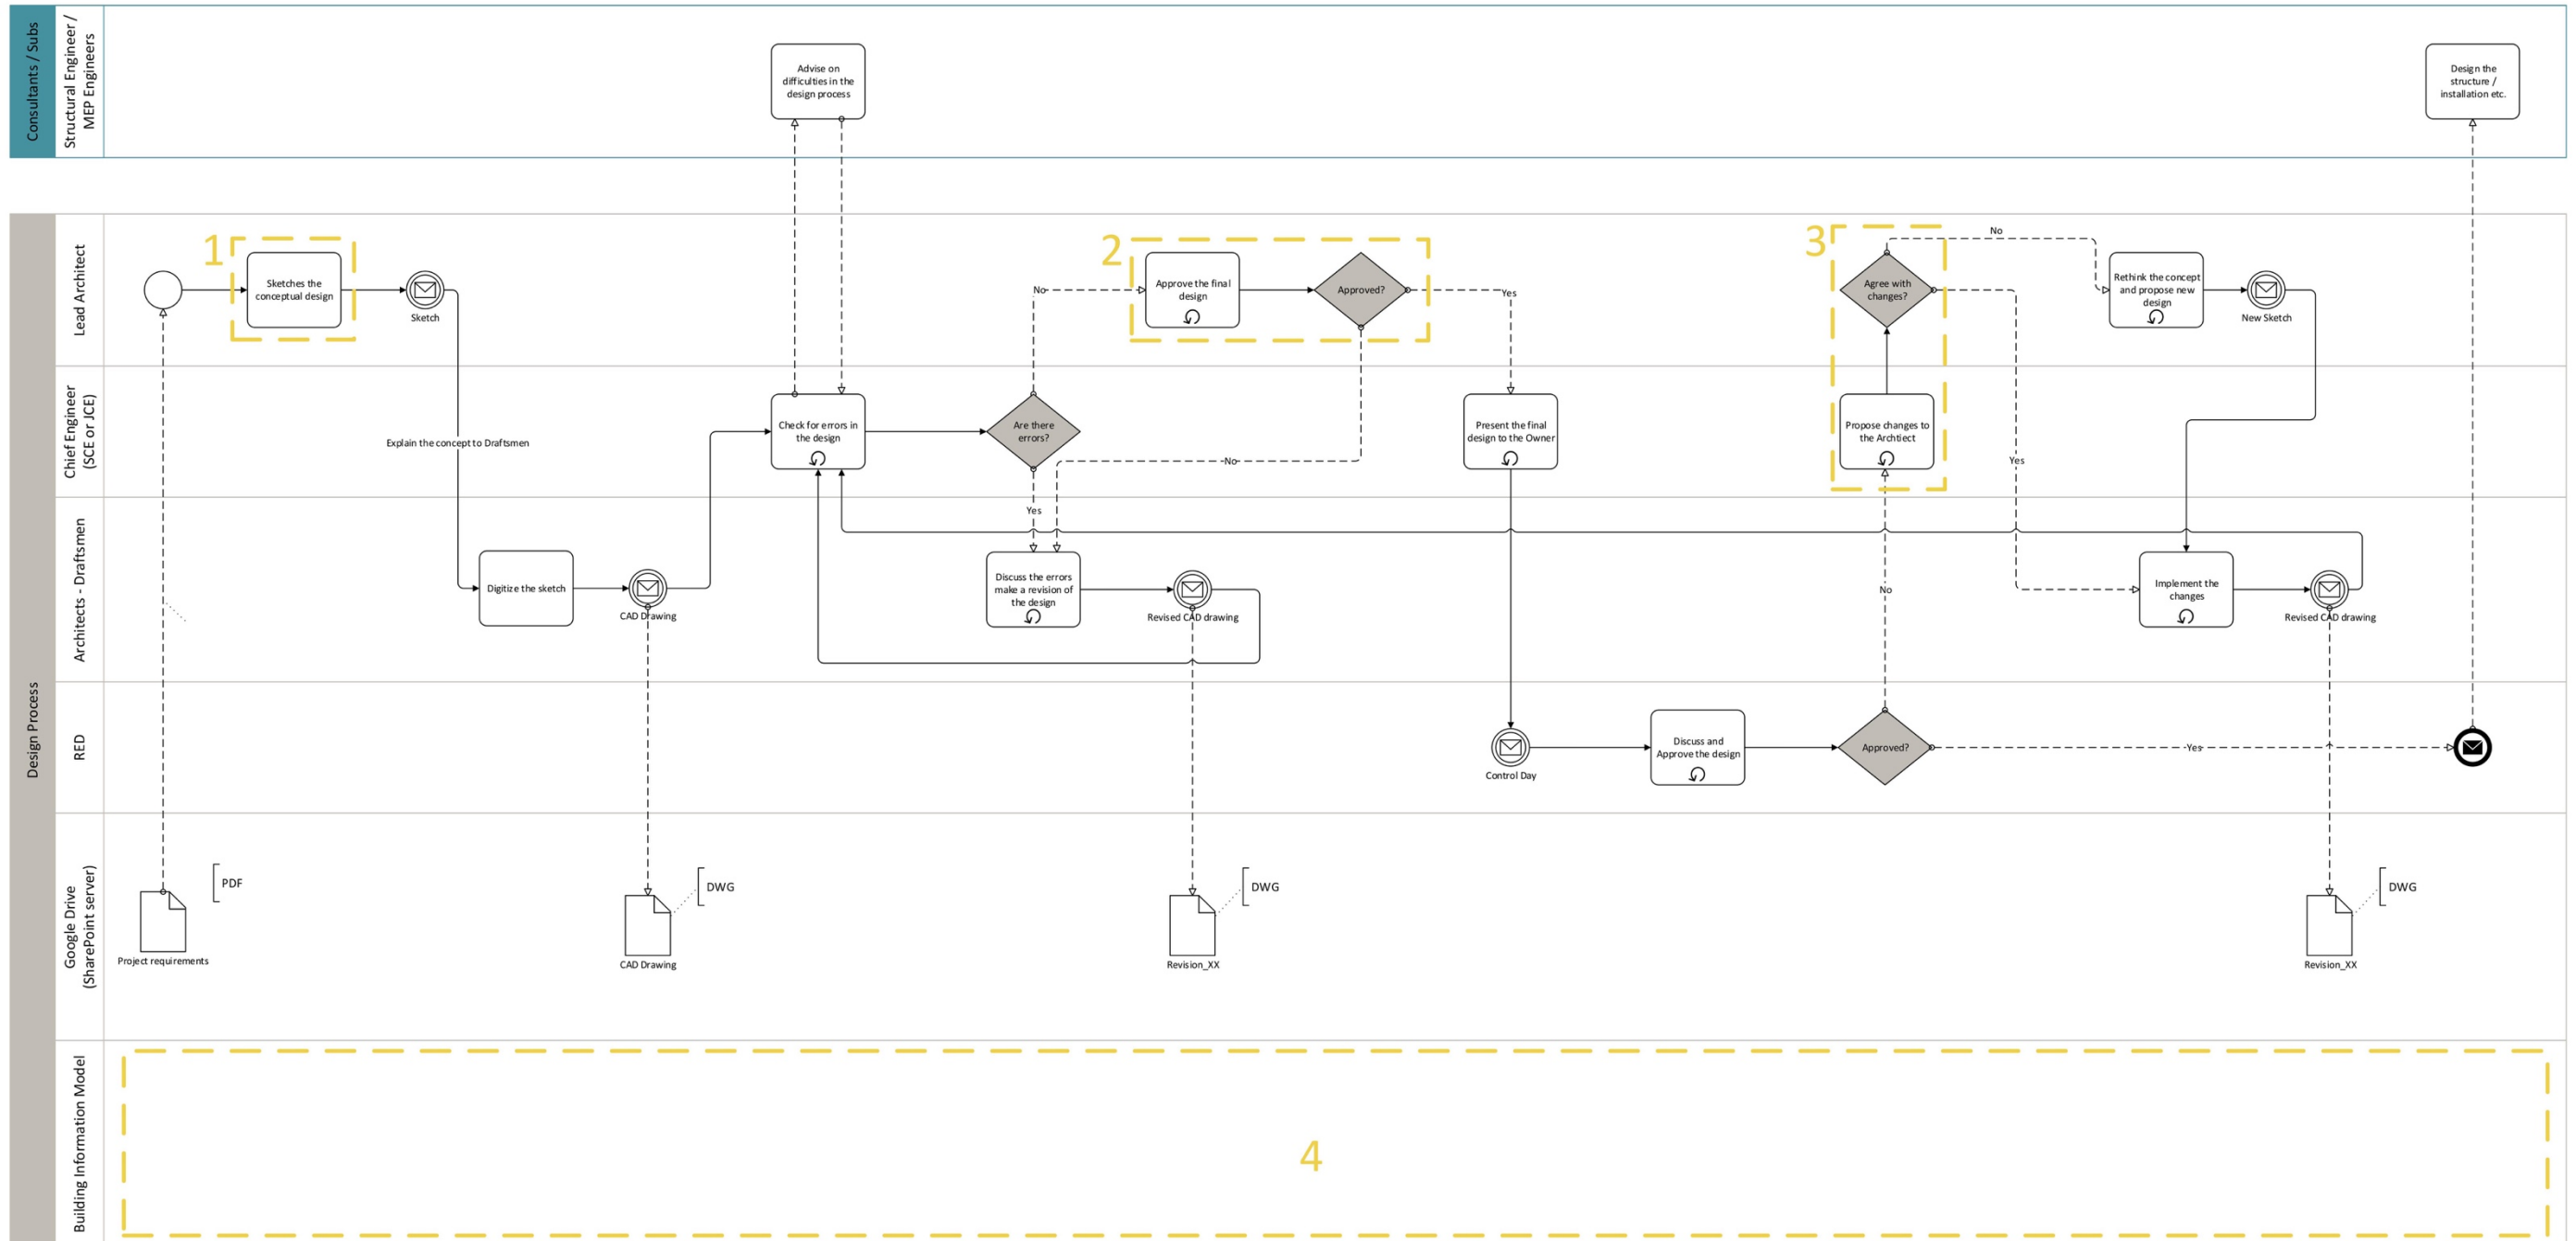 Consultants / Subs
Structural Engineer /
MEP Engineers
Advise on
difficulties in the
design process
Design the
structure /
installation etc.
Design Process
Lead Architect
1
Sketches the
conceptual design
Sketch
No
2
Approve the final
design
Approved?
Yes
3
Agree with
changes?
No
Rethink the concept
and propose new
design
New Sketch
Chief Engineer
(SCE or JCE)
Explain the concept to Draftsmen
Check for errors in
the design
Are there
errors?
No
Present the final
design to the Owner
Propose changes to
the Archtiect
Yes
Architects - Draftsmen
Digitize the sketch
CAD Drawing
Yes
Discuss the errors
make a revision of
the design
Revised CAD drawing
No
Implement the
changes
Revised CAD drawing
RED
Control Day
Discuss and
Approve the design
Approved?
Yes
Google Drive
(SharePoint server)
PDF
Project requirements
DWG
CAD Drawing
DWG
Revision_XX
DWG
Revision_XX
Building Information Model
4